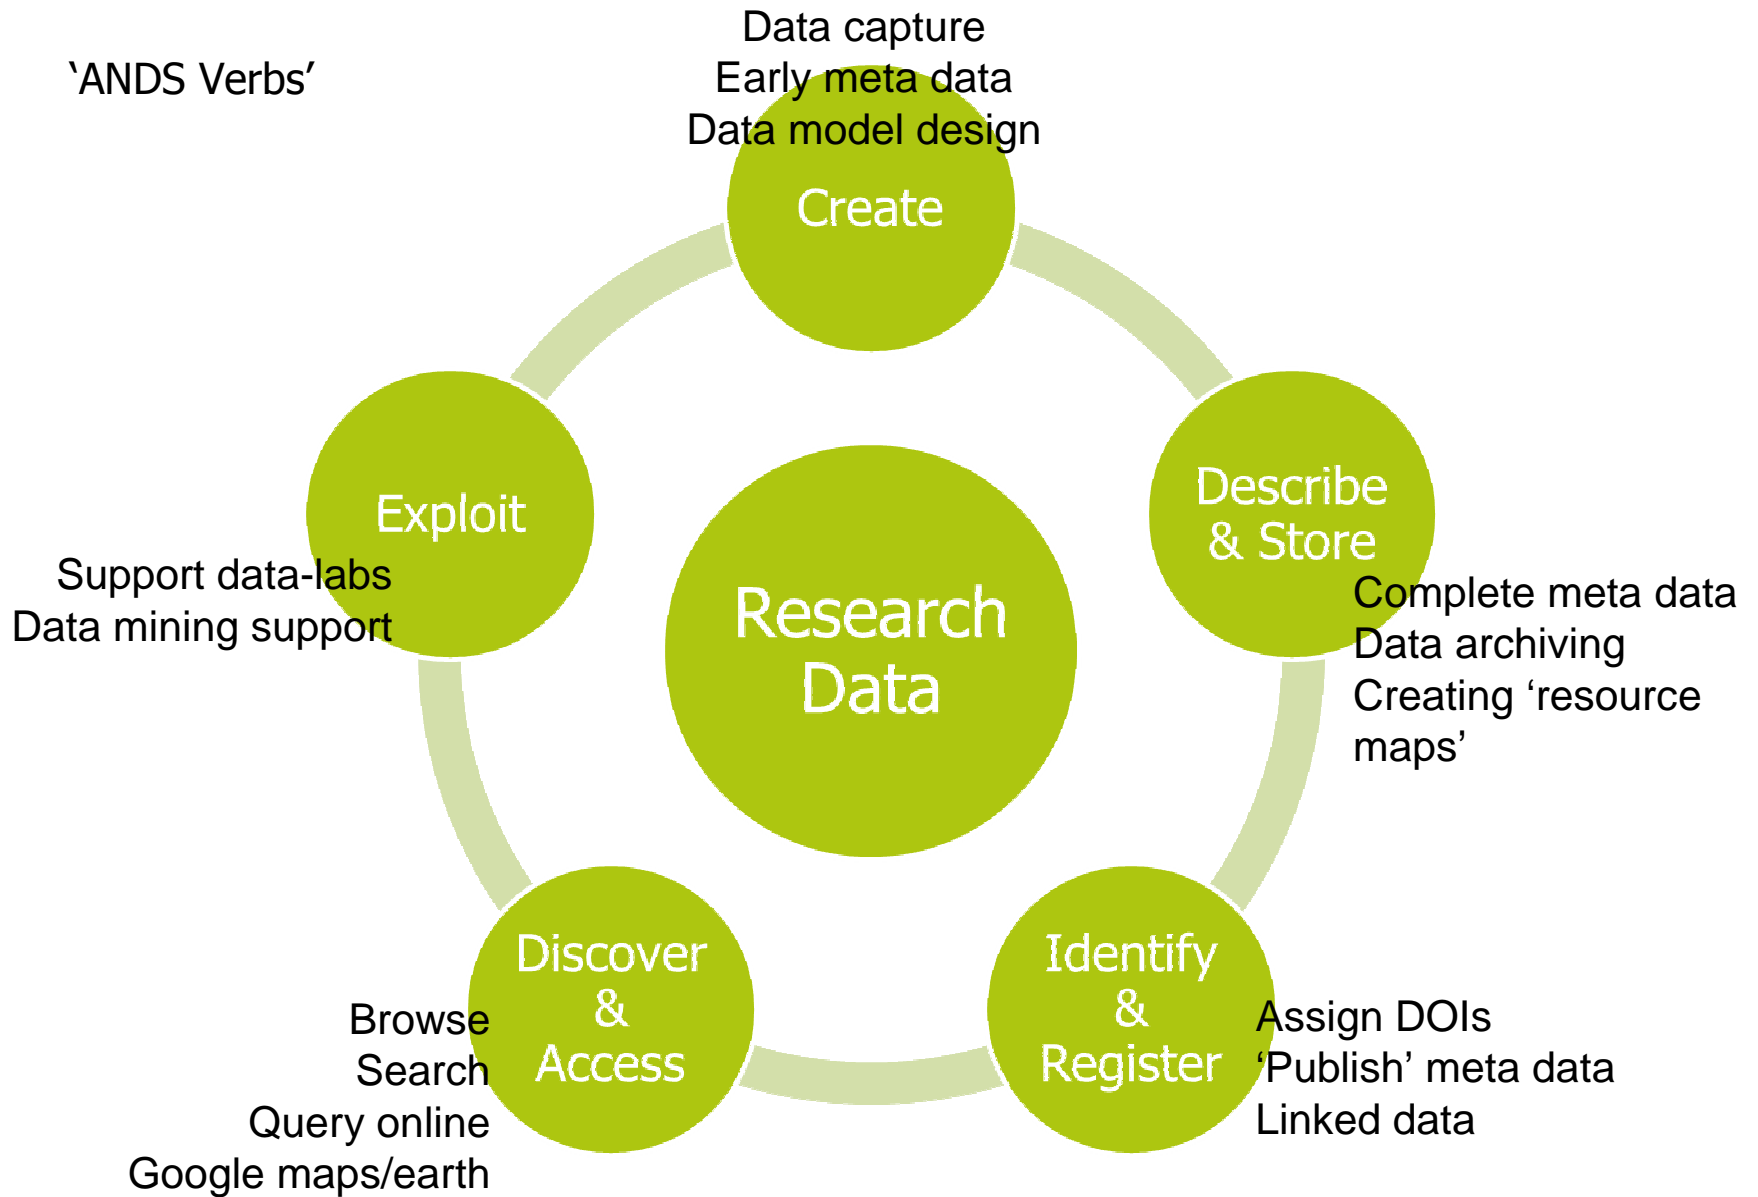 ‘ANDS Verbs’
Data capture
Early meta data
Data model design
Create
Describe
& Store
Complete meta data
Data archiving
Creating ‘resource
maps’
Identify
&
Register
Assign DOIs
‘Publish’ meta data
Linked data
Discover
&
Access
Browse
Search
Query online
Google maps/earth
Exploit
Support data-labs
Data mining support
Research
Data